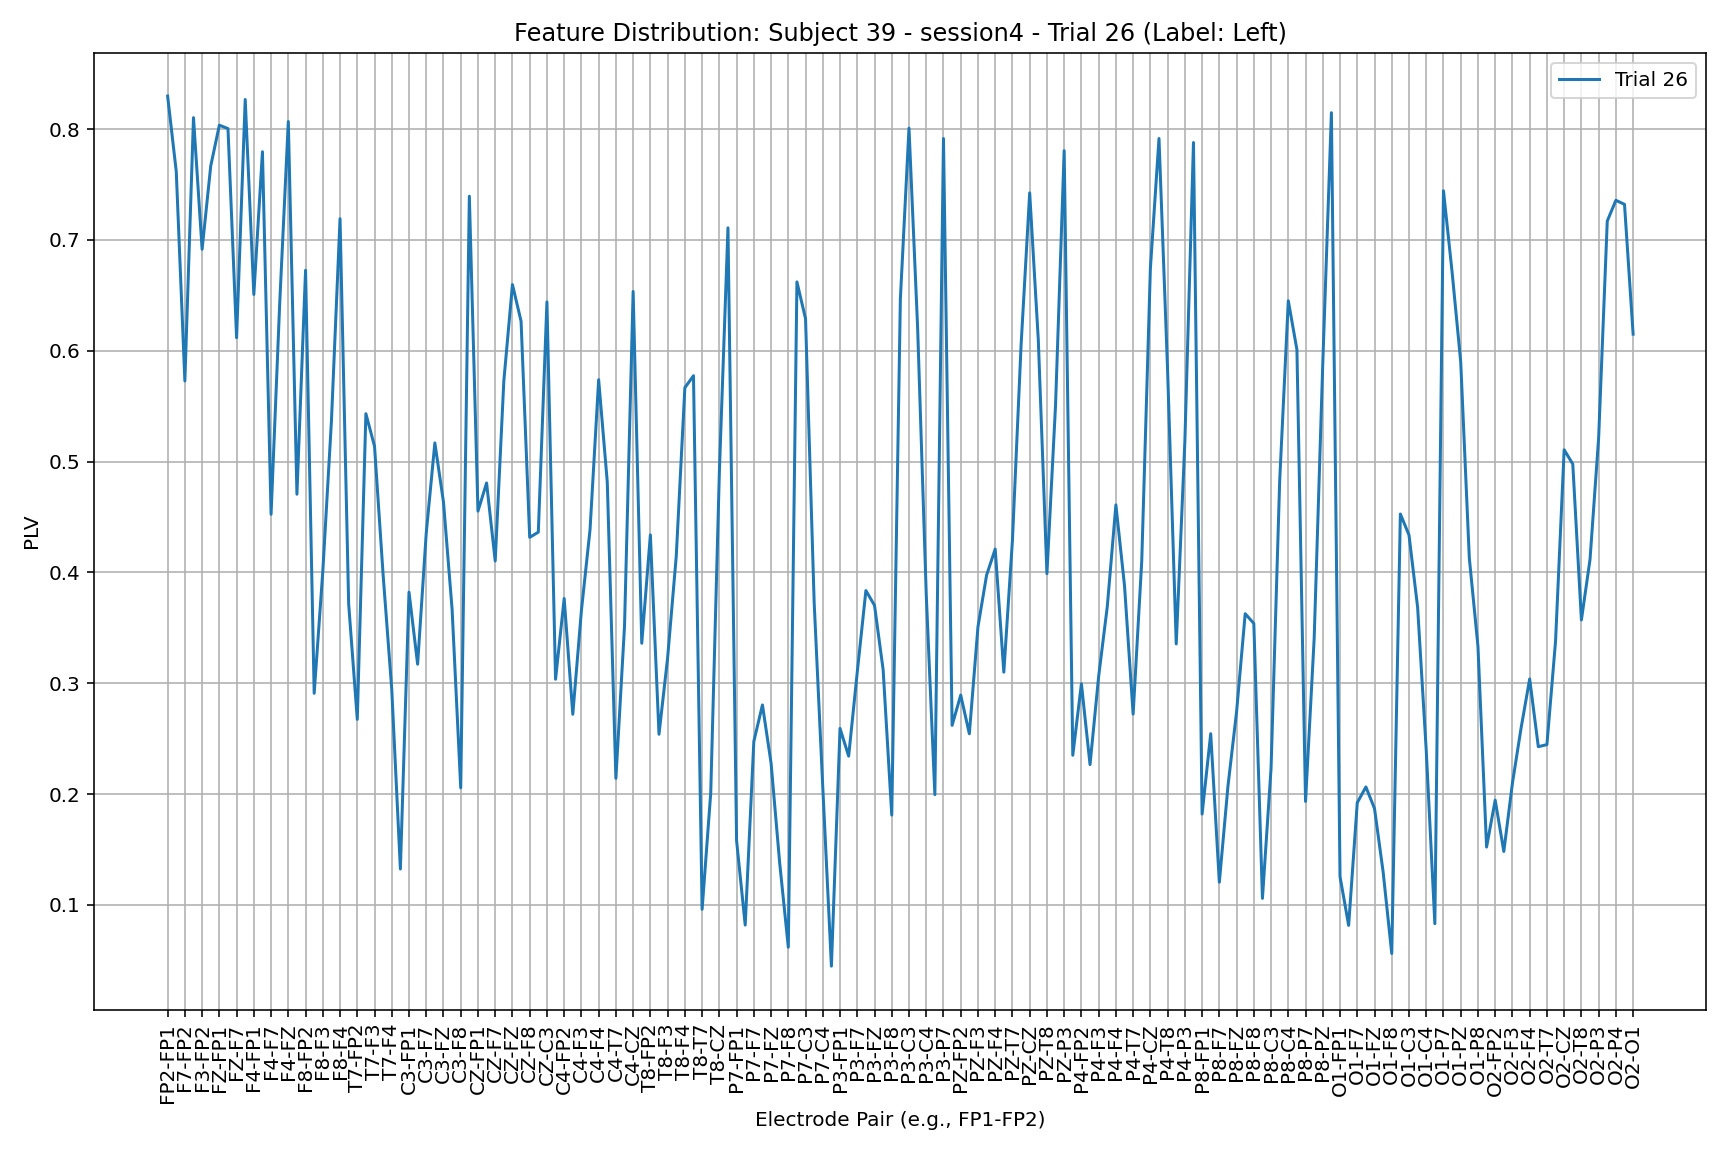 Feature Distribution: Subject 39 - session4 - Trial 26 (Label: Left)
Trial 26
PLV
0.8
0.7
0.6
0.5
0.4
0.3
0.2
0.1
FP2-FP1
F7-FP2
F3-FP2
FZ-FP1
FZ-F7
F4-FP1
F4-F7
F4-FZ
F8-FP2
F8-F3
F8-F4
T7-FP2
T7-F3
T7-F4
C3-FP1
C3-F7
C3-FZ
C3-F8
CZ-FP1
CZ-F7
CZ-FZ
CZ-F8
CZ-C3
C4-FP2
C4-F3
C4-F4
C4-T7
C4-CZ
T8-FP2
T8-F3
T8-F4
T8-T7
T8-CZ
P7-FP1
P7-F7
P7-FZ
P7-F8
P7-C3
P7-C4
P3-FP1
P3-F7
P3-FZ
P3-F8
P3-C3
P3-C4
P3-P7
PZ-FP2
PZ-F3
PZ-F4
PZ-T7
PZ-CZ
PZ-T8
PZ-P3
P4-FP2
P4-F3
P4-F4
P4-T7
P4-CZ
P4-T8
P4-P3
P8-FP1
P8-F7
P8-FZ
P8-F8
P8-C3
P8-C4
P8-P7
P8-PZ
O1-FP1
O1-F7
O1-FZ
O1-F8
O1-C3
O1-C4
O1-P7
O1-PZ
O1-P8
O2-FP2
O2-F3
O2-F4
O2-T7
O2-CZ
O2-T8
O2-P3
O2-P4
O2-O1
Electrode Pair (e.g., FP1-FP2)